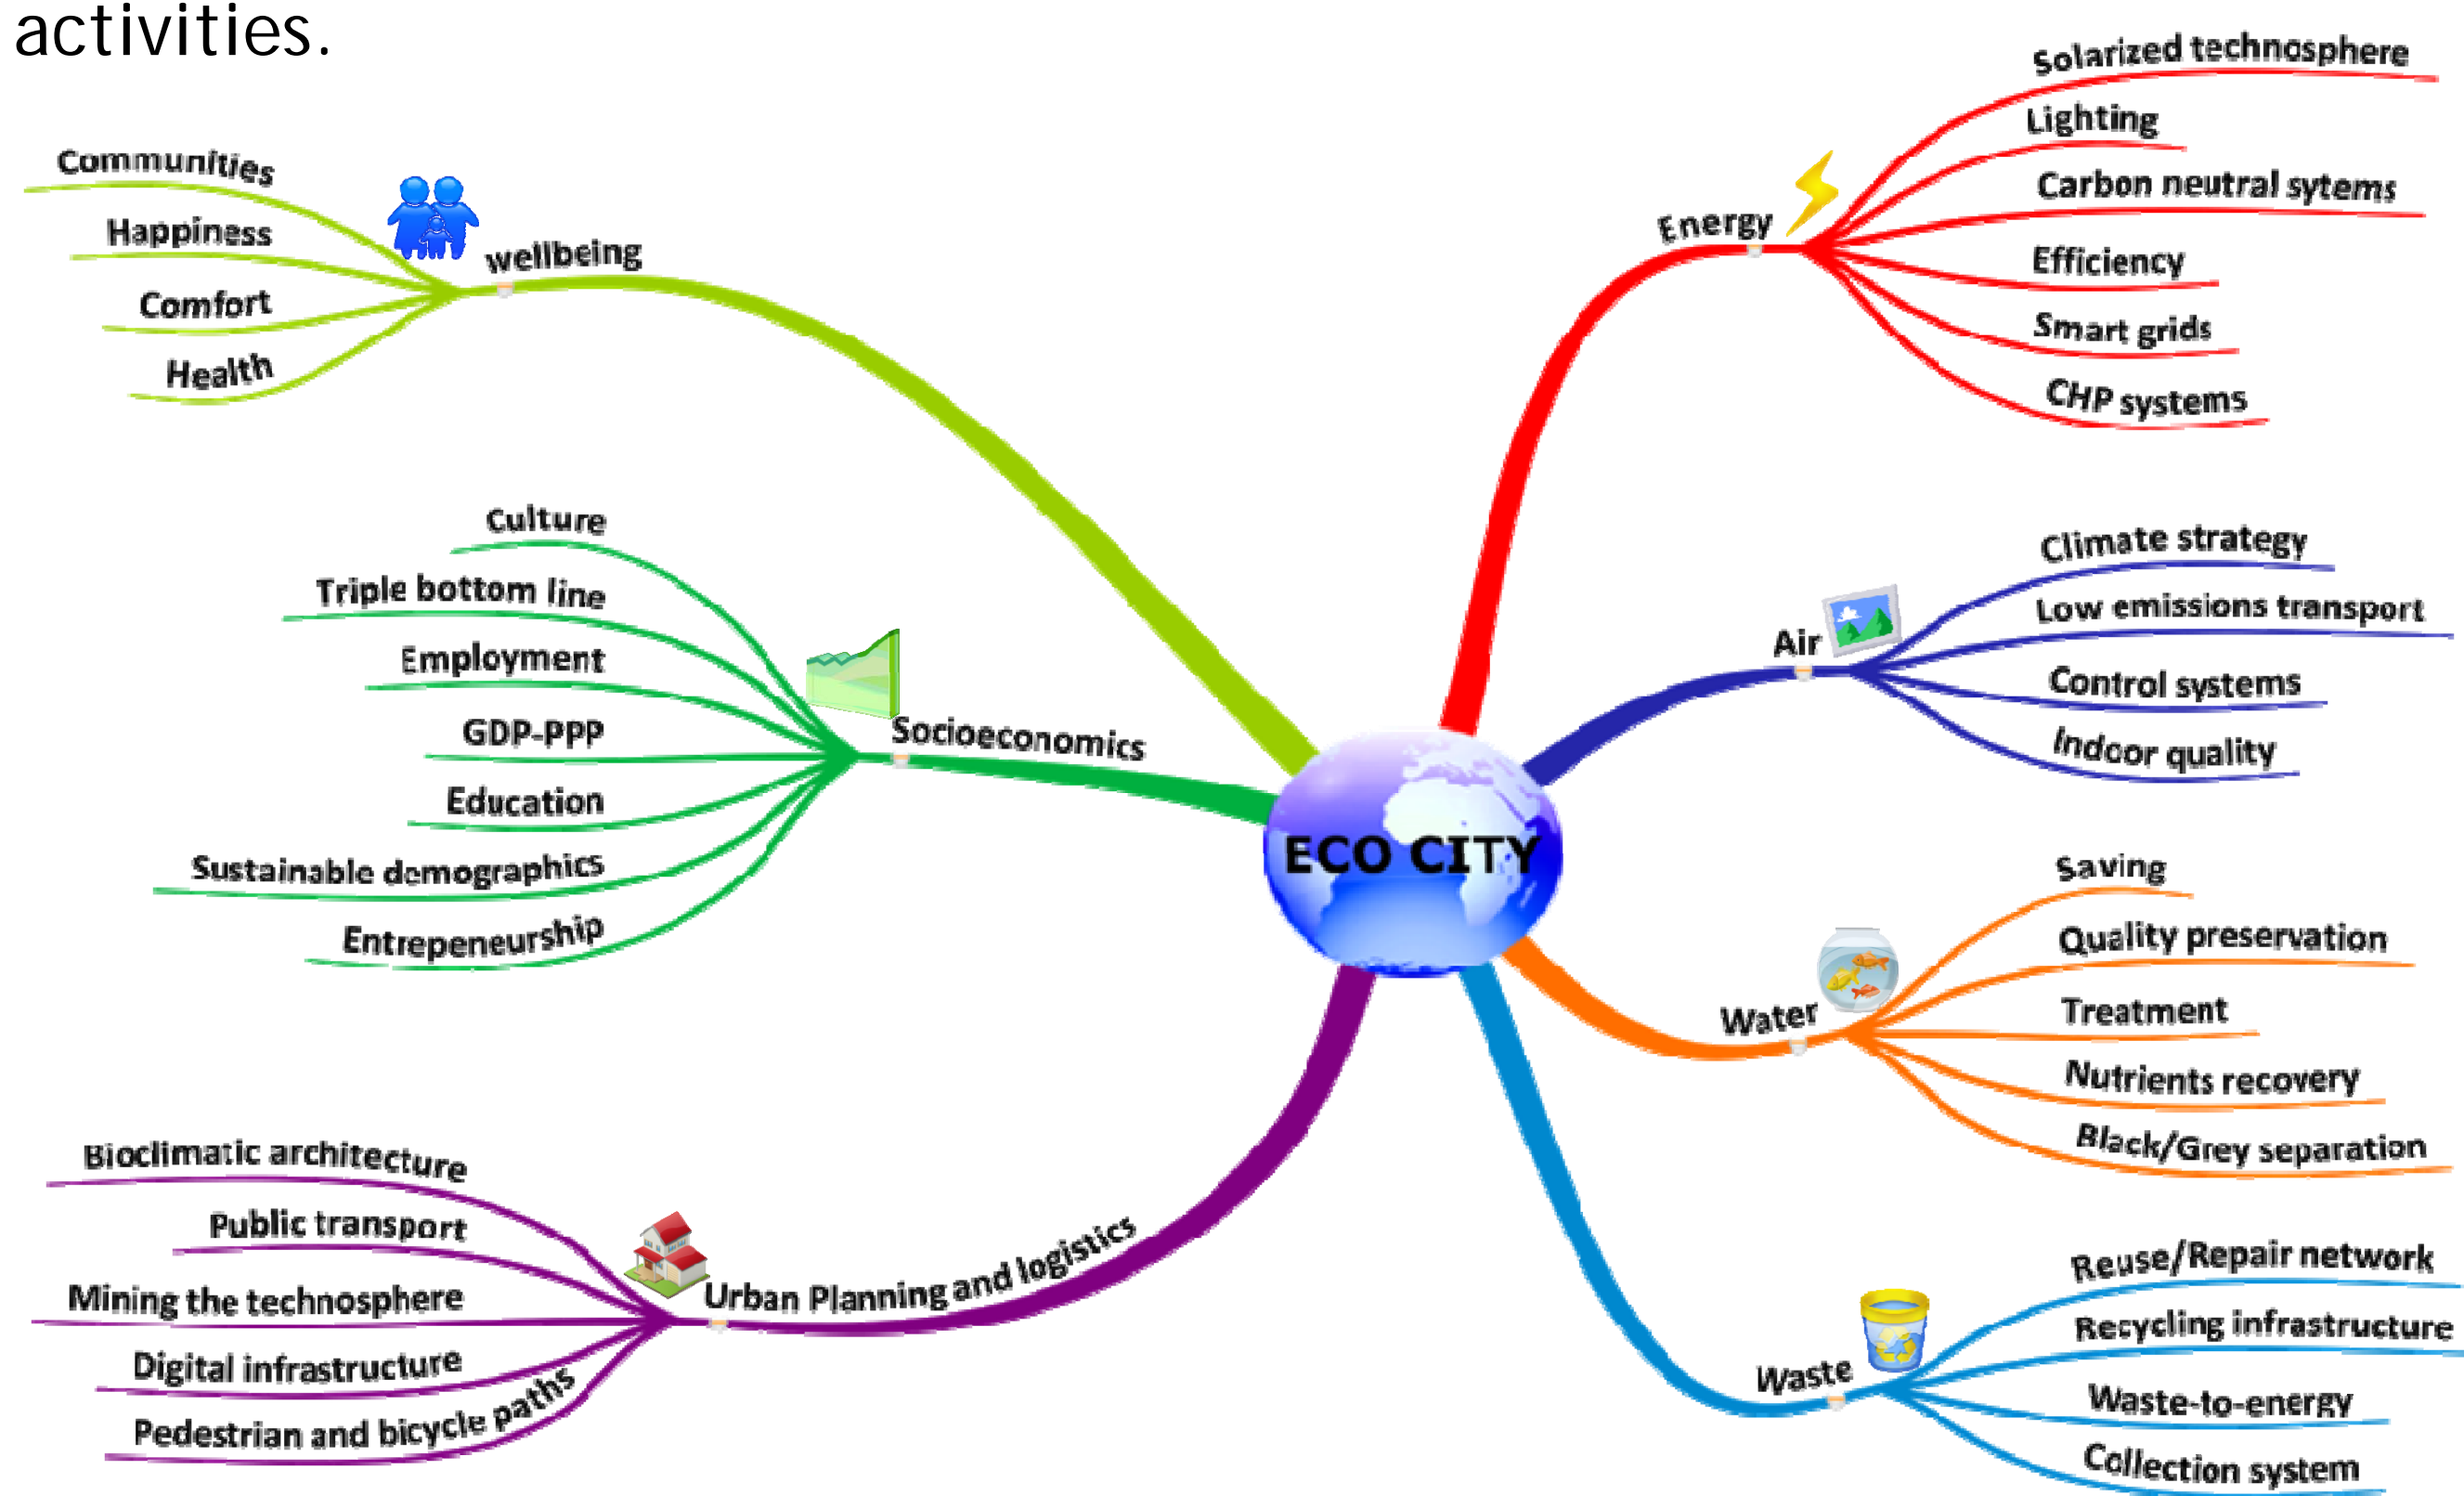 activities.
Communities
Happiness
Comfort
Health
wellbeing
Culture
Triple bottom line
Employment
GDP-PPP
Education
Sustainable demographics
Entrepeneurship
Socioeconomics
Bioclimatic architecture
Public transport
Mining the technosphere
Digital infrastructure
Pedestrian and bicycle paths
Urban Planning and logistics
ECO CITY
Energy
Solarized technosphere
Lighting
Carbon neutral sytems
Efficiency
Smart grids
CHP systems
Air
Climate strategy
Low emissions transport
Control systems
Indoor quality
Water
Saving
Quality preservation
Treatment
Nutrients recovery
Black/Grey separation
Waste
Reuse/Repair network
Recycling infrastructure
Waste-to-energy
Collection system